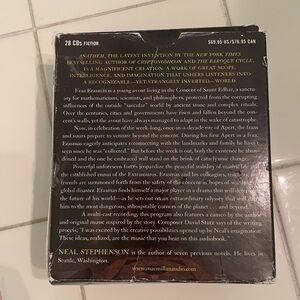 28 CDs FICTION $69.95 US/$76.95 CAN
ANATHEM, THE LATEST INVENTION BY THE NEW YORK TIMES
BESTSELLING AUTHOR OF CRYPTONOMICON AND THE BAROQUE CYCLE,
IS A MAGNIFICENT CREATION: A WORK OF GREAT SCOPE,
INTELLIGENCE, AND IMAGINATION THAT USHERS LISTENERS INTO
A RECOGNIZABLE—YET STRANGELY INVERTED—WORLD.
Fraa Erasmas is a young avout living in the Concent of Saunt Edhar, a sanctu-
ary for mathematicians, scientists, and philosophers, protected from the corrupting
influences of the outside "saecular" world by ancient stone and complex rituals.
Over the centuries, cities and governments have risen and fallen beyond the con-
cent's walls, yet the avout have always managed to adapt in the wake of catastrophe.
Now, in celebration of the week-long, once-in-a-decade rite of Apert, the fraas
and suurs prepare to venture beyond the concent. During his first Apert as a fraa,
Erasmas eagerly anticipates reconnecting with the landmarks and family he hasn't
seen since he was "collected." But before the week is out, both the existence he
and the one he embraced will stand on the brink of cataclysmic change.
Powerful unforeseen forces jeopardize the peaceful stability of
the established ennui of the Extramuros. Erasmas and his colleagues,
friends are summoned forth from the safety of the concent in hopes of warding off
global disaster. Erasmas finds himself a major player in a drama that will determine
the future of his world—as he sets out on an extraordinary odyssey that will
him to the most dangerous, inhospitable corners of the planet . . . and beyond.
A multi-cast recording, this program also features a cameo by the author
and original music inspired by the story. Composer David Stutz says of the writing
process, "I was excited by the creative possibilities opened up by Neal's imagination.
These ideas, realized, are the music that you hear on this audiobook."
NEAL STEPHENSON is the author of seven previous novels. He lives in
Seattle, Washington.
www.macmillanaudio.com